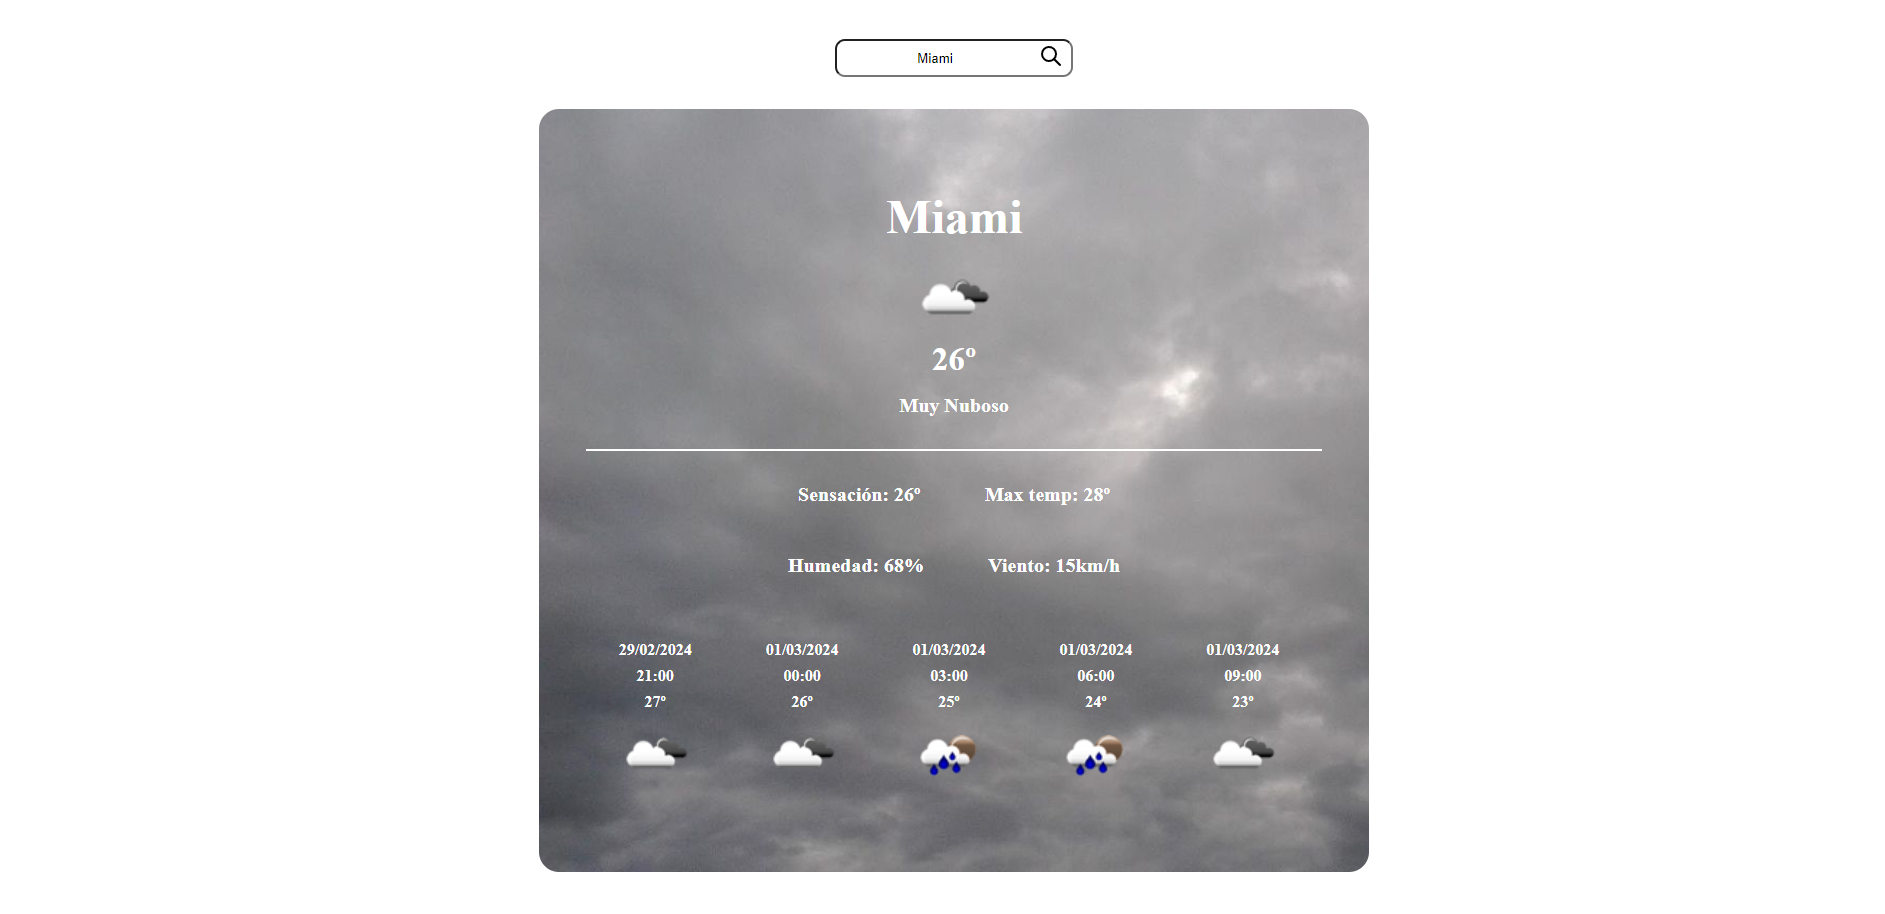 Miami
Miami
26º
Muy Nuboso
Sensación: 26º Max temp: 28º
Humedad: 68% Viento: 15km/h
29/02/2024 01/03/2024 01/03/2024 01/03/2024 01/03/2024
21:00 00:00 03:00 06:00 09:00
27º 26º 25º 24º 23º